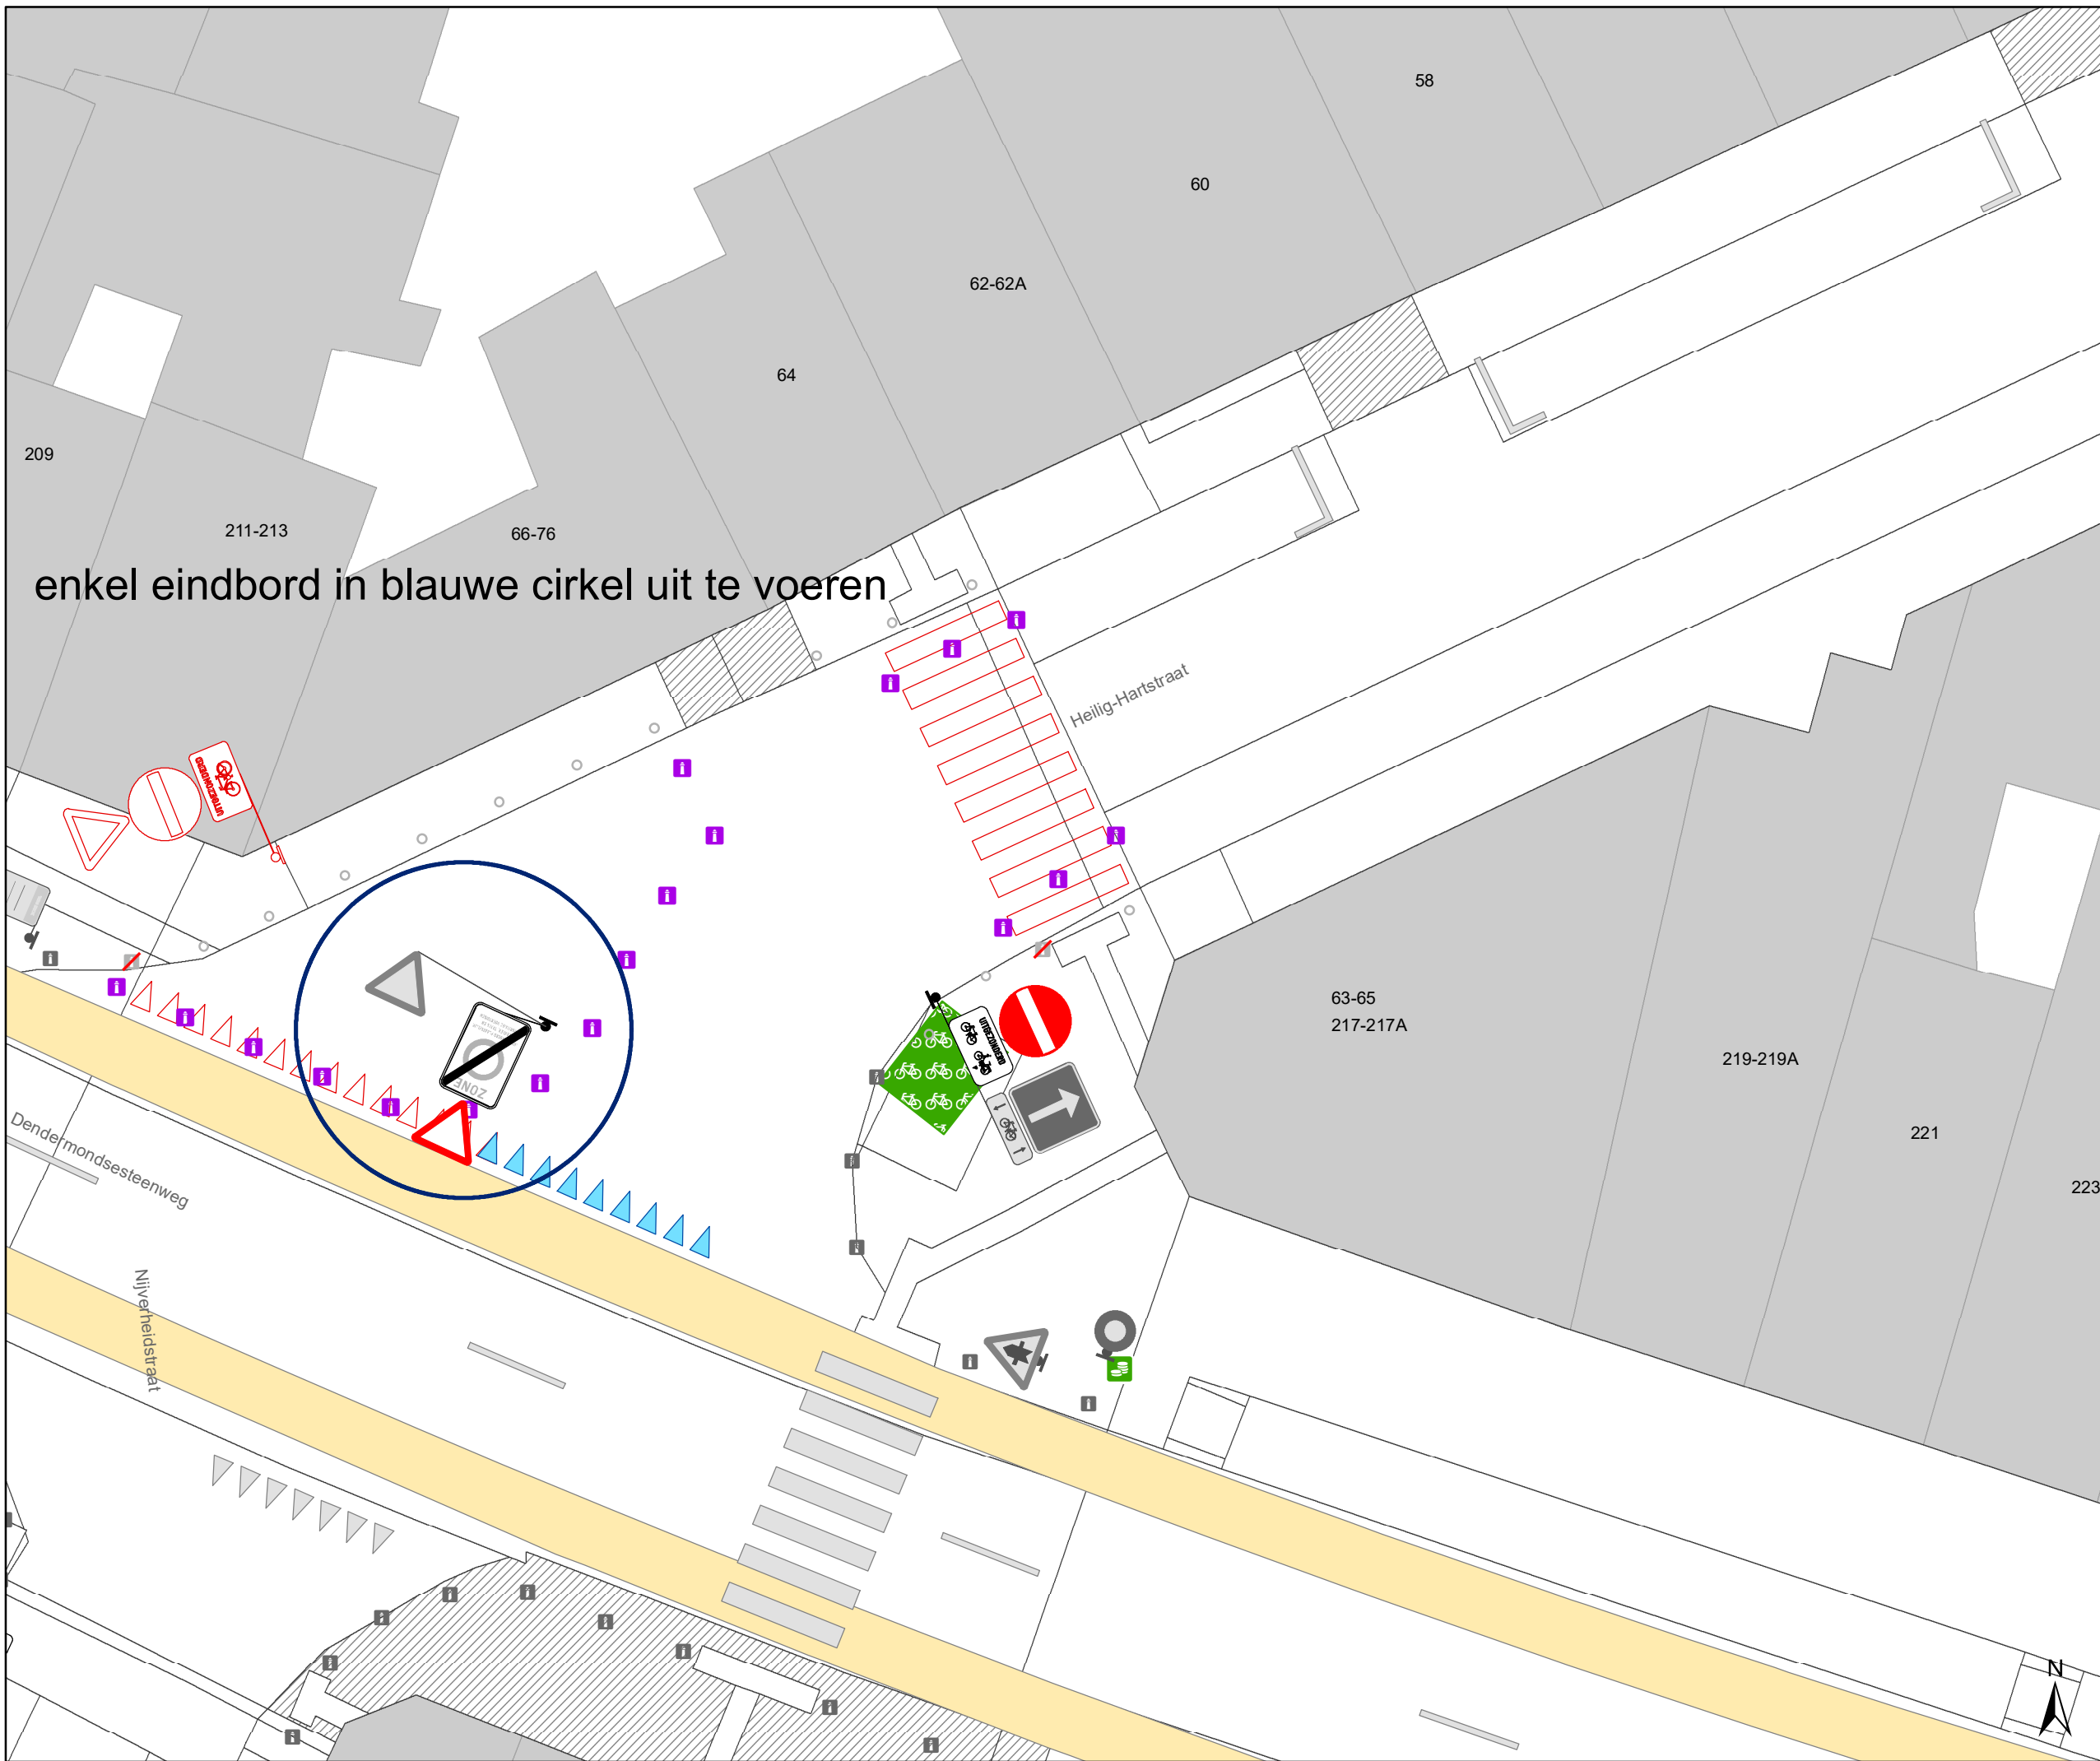 58
60
62-62A
64
209
211-213
66-76
enkel eindbord in blauwe cirkel uit te voeren
Heilig-Hartstraat
UITGEZONDERD
UITGEZONDERD
63-65
217-217A
219-219A
221
223
ZONE
Dendermondsesteenweg
Nijverheidstraat
N